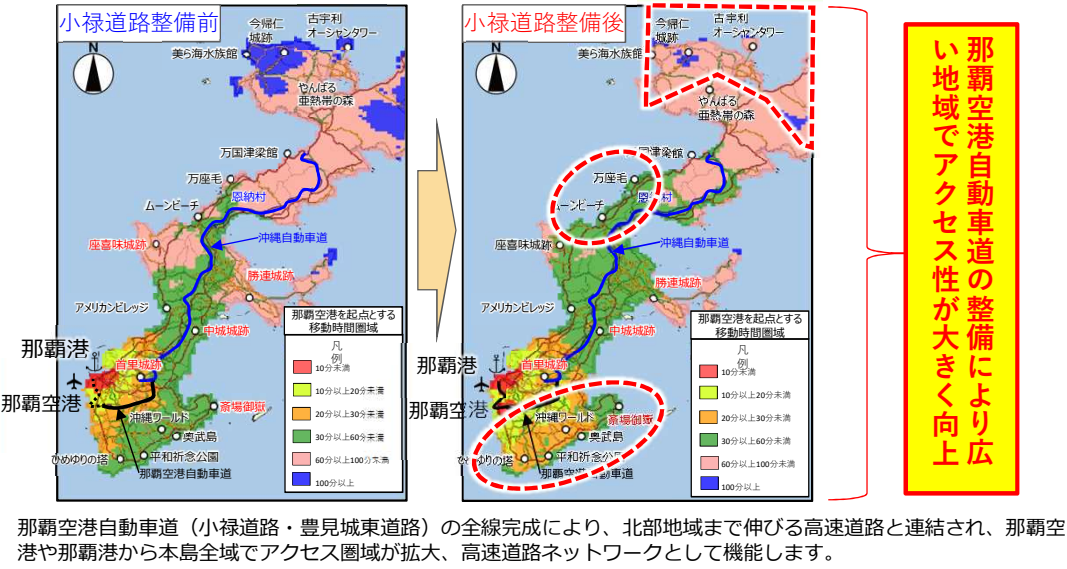 小禄道路整備前
N
今帰仁
城跡
古宇利
オーシャンタワー
美ら海水族館
やんばる
亜熱帯の森
万国津梁館
万座毛
恩納村
ムーンビーチ
沖縄自動車道
座喜味城跡
勝連城跡
アメリカンビレッジ
中城城跡
那覇港
首里城跡
那覇空港
斎場御嶽
沖縄ワールド
奥武島
ひめゆりの塔
平和祈念公園
那覇空港自動車道
那覇空港を起点とする
移動時間圏域
凡
例
10分未満
10分以上20分未満
20分以上30分未満
30分以上60分未満
60分以上100分未満
100分以上
小禄道路整備後
N
今帰仁
城跡
古宇利
オーシャンタワー
美ら海水族館
やんばる
亜熱帯の森
国津梁館
万座毛
恩納村
ムーンビーチ
沖縄自動車道
座喜味城跡
勝連城跡
アメリカンビレッジ
中城城跡
那覇港
首里城跡
那覇空港
斎場御嶽
沖縄ワールド
奥武島
ひめゆりの塔
平和祈念公園
那覇空港自動車道
那覇空港を起点とする
移動時間圏域
凡
例
10分未満
10分以上20分未満
20分以上30分未満
30分以上60分未満
60分以上100分未満
100分以上
那覇空港自動車道の整備により広
い地域でアクセス性が大きく向上
那覇空港自動車道（小禄道路・豊見城東道路）の全線完成により、北部地域まで伸びる高速道路と連結され、那覇空
港や那覇港から本島全域でアクセス圏域が拡大、高速道路ネットワークとして機能します。